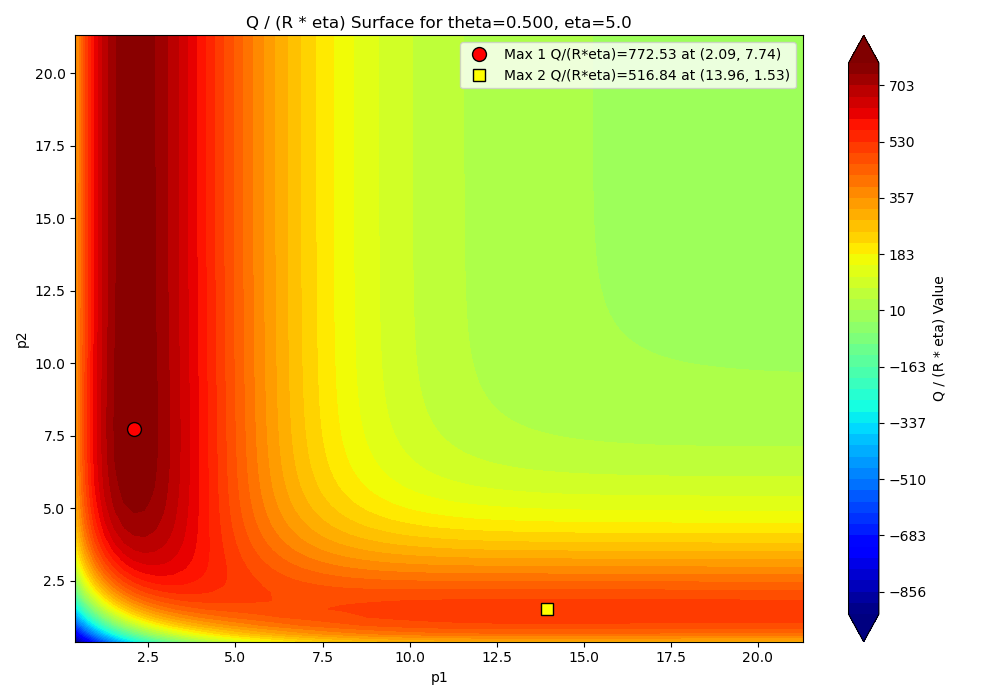 Q / (R * eta) Surface for theta=0.500, eta=5.0
Max 1 Q/(R*eta)=772.53 at (2.09, 7.74)
Max 2 Q/(R*eta)=516.84 at (13.96, 1.53)
20.0
17.5
15.0
12.5
10.0
7.5
5.0
2.5
p2
2.5 5.0 7.5 10.0 12.5 15.0 17.5 20.0
p1
703
530
357
183
10
−163
−337
−510
−683
−856
Q / (R * eta) Value